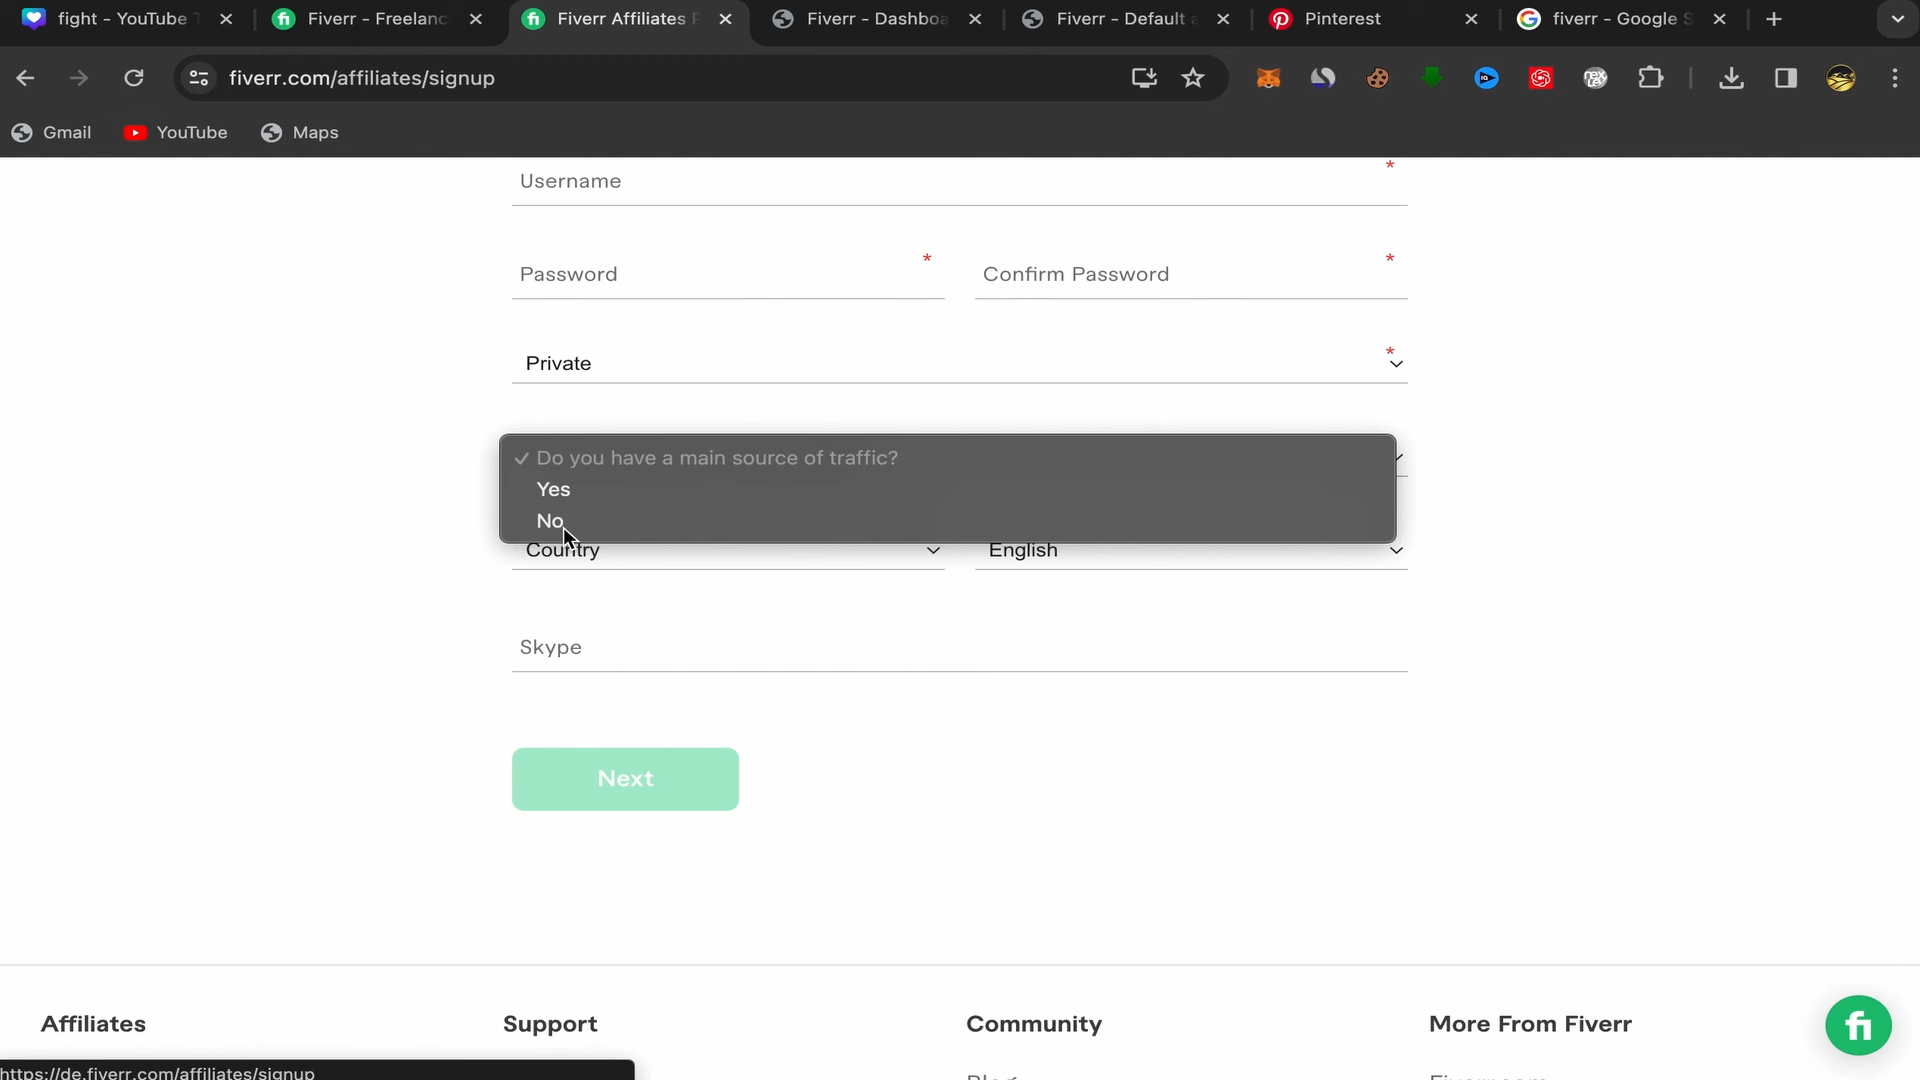 fight - YouTube
Fiverr - Freelanc
Fiverr Affiliates P
Fiverr - Dashboa
Fiverr - Default a
Pinterest
fiverr - Google S
fiverr.com/affiliates/signup
Gmail
YouTube
Maps
Username *
Password *
Confirm Password *
Private *
Do you have a main source of traffic?
Yes
No
Country
English
Skype
Next
Affiliates
Support
Community
More From Fiverr
fi
Blog
https://de.fiverr.com/affiliates/signup